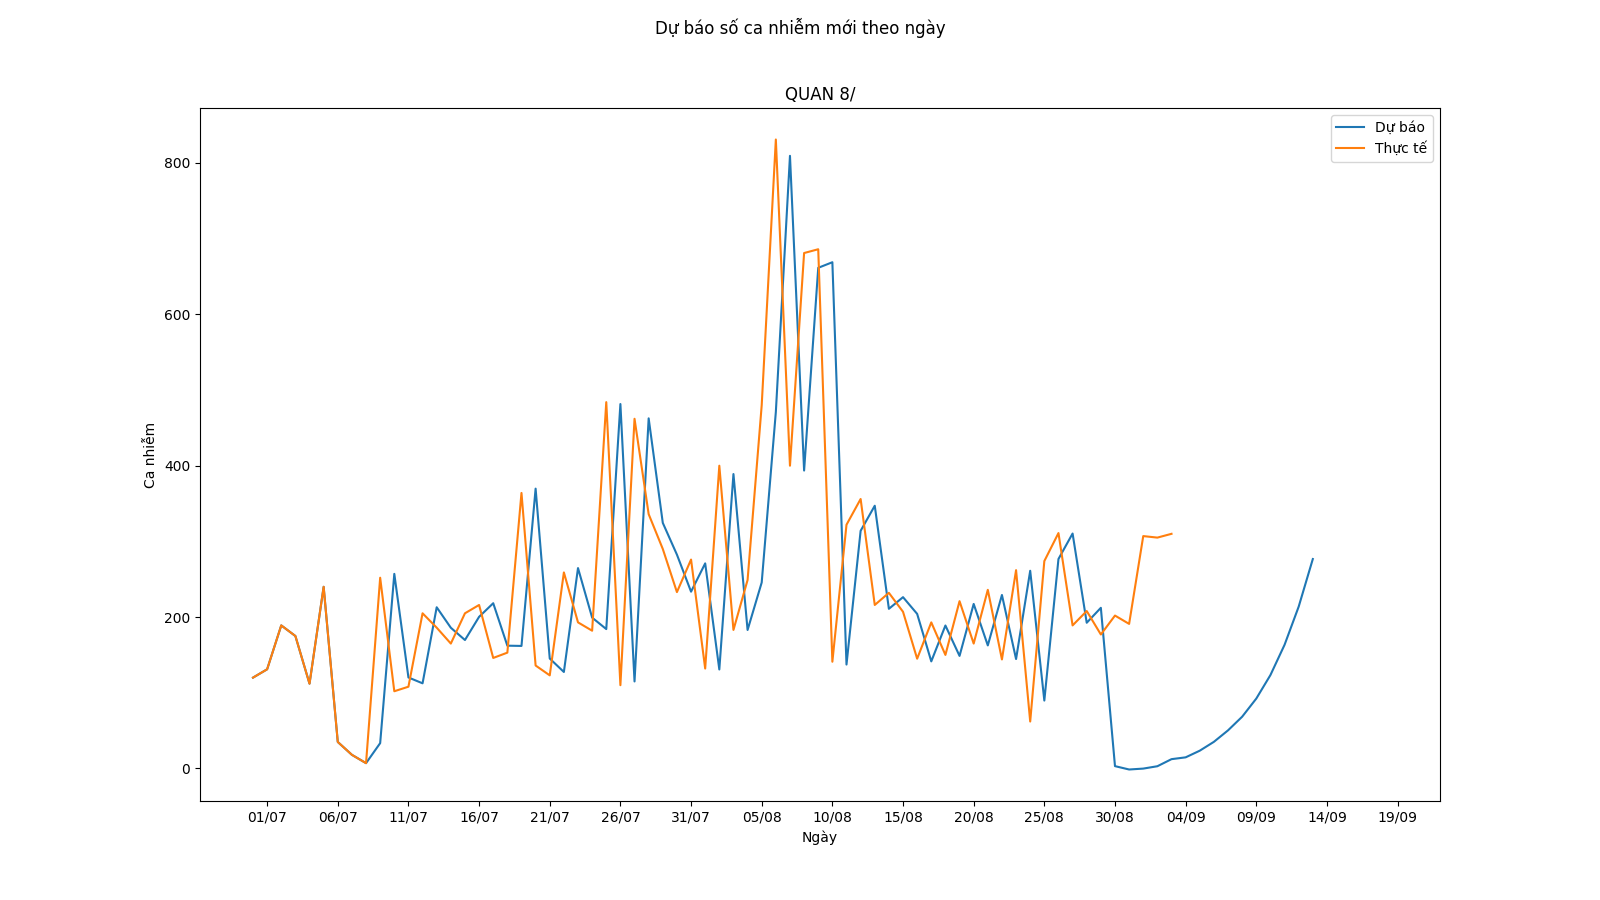 Dự báo số ca nhiễm mới theo ngày
QUAN 8/
Dự báo
Thực tế
800
600
400
200
0
Ca nhiễm
01/07 06/07 11/07 16/07 21/07 26/07 31/07 05/08 10/08 15/08 20/08 25/08 30/08 04/09 09/09 14/09 19/09
Ngày